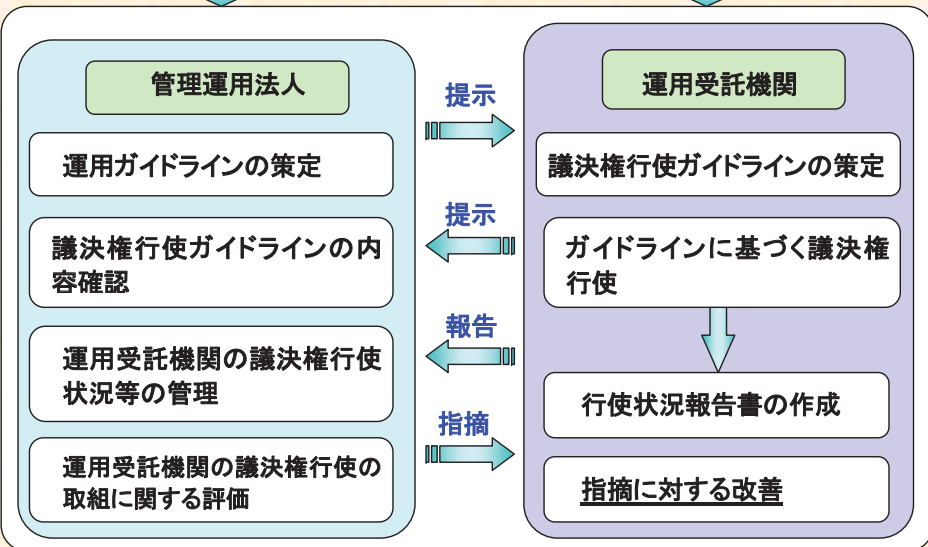 管理運用法人
運用ガイドラインの策定
議決権行使ガイドラインの内
容確認
運用受託機関の議決権行使
状況等の管理
運用受託機関の議決権行使の
取組に関する評価
提示
提示
報告
指摘
運用受託機関
議決権行使ガイドラインの策定
ガイドラインに基づく議決権
行使
行使状況報告書の作成
指摘に対する改善